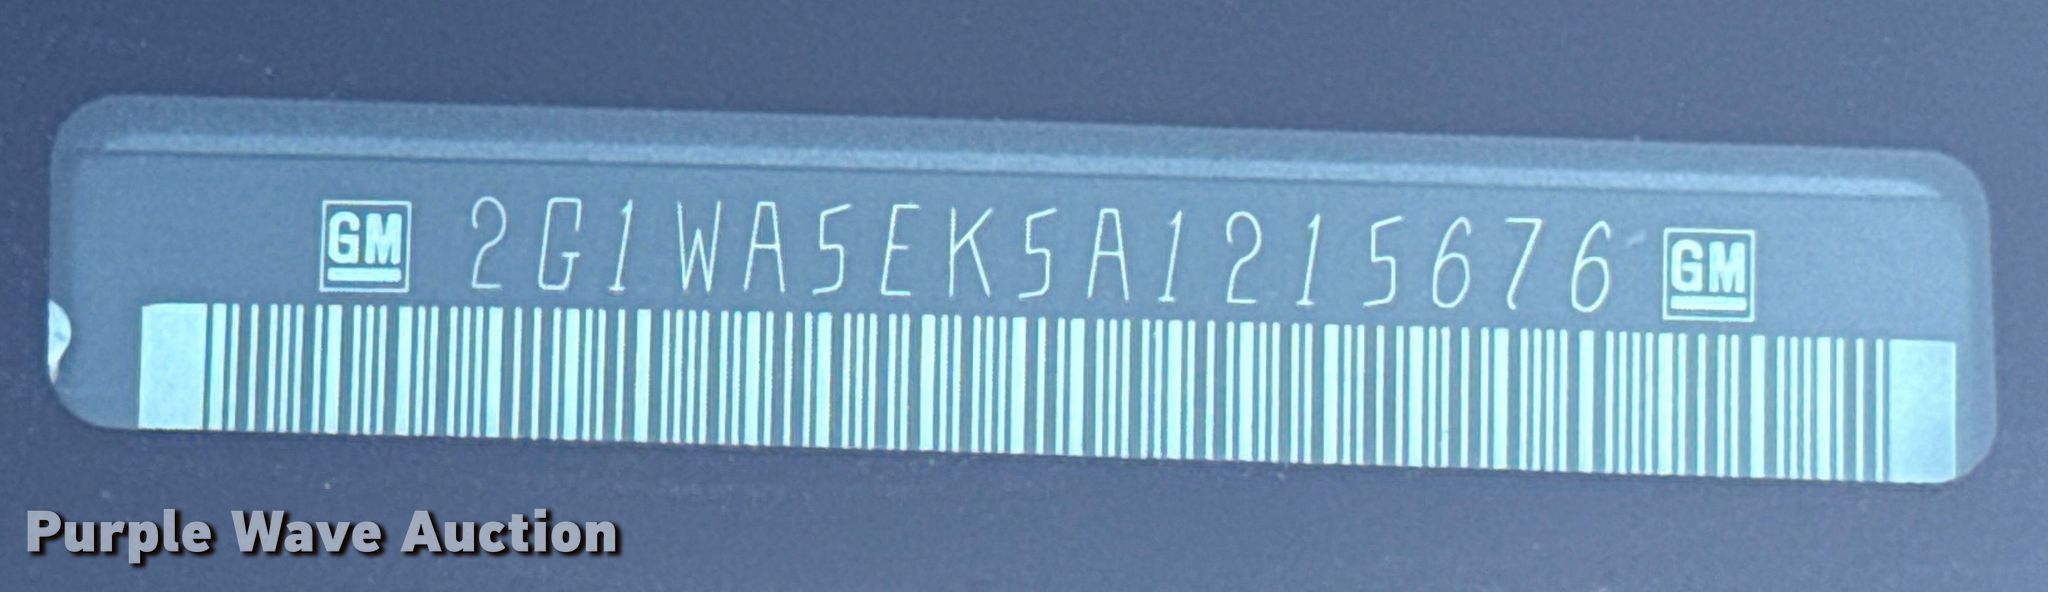 GM 2G1WA5EK5A1215676 GM
Purple Wave Auction